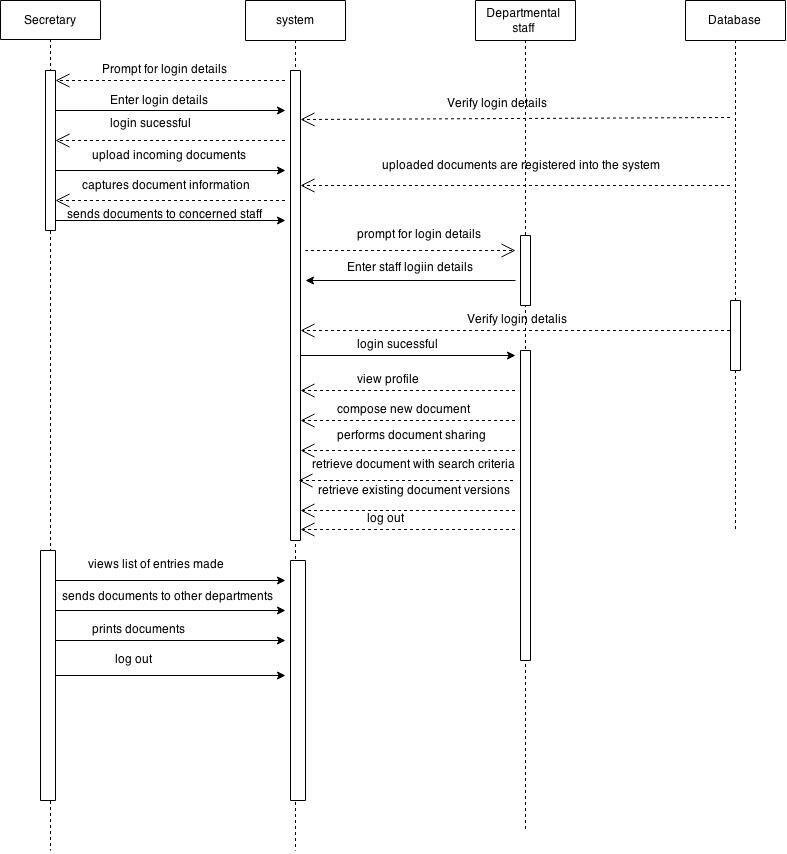 Secretary
system
Departmental
staff
Database
Prompt for login details
Enter login details
Verify login details
login sucessful
upload incoming documents
uploaded documents are registered into the system
captures document information
sends documents to concerned staff
prompt for login details
Enter staff logiin details
Verify login detalis
login sucessful
view profile
compose new document
performs document sharing
retrieve document with search criteria
retrieve existing document versions
log out
views list of entries made
sends documents to other departments
prints documents
log out